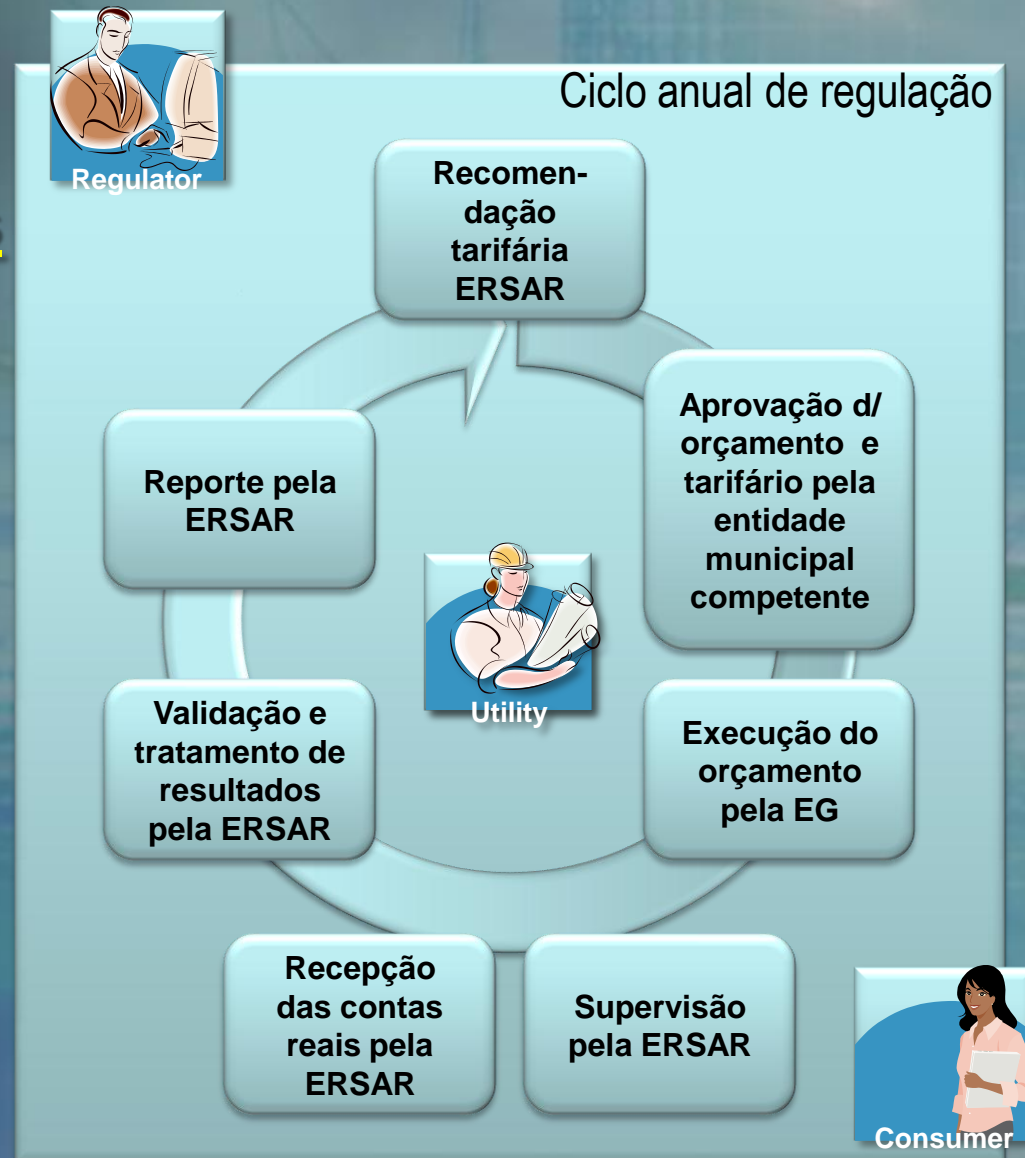 Ciclo anual de regulação
Regulator
Recomen-
dação
tarifária
ERSAR
Aprovação d/
orçamento e
tarifário pela
entidade
municipal
competente
Execução do
orçamento
pela EG
Supervisão
pela ERSAR
Recepção
das contas
reais pela
ERSAR
Validação e
tratamento de
resultados
pela ERSAR
Reporte pela
ERSAR
Utility
Consumer